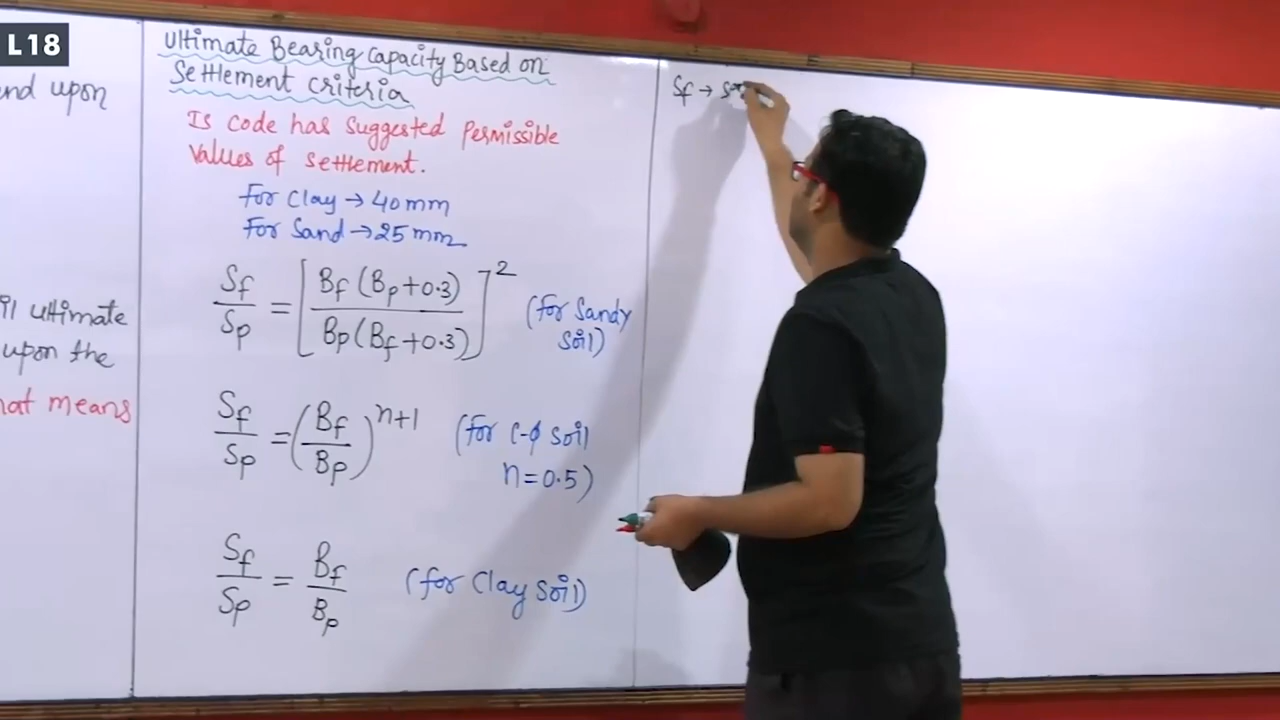 L18
and upon
ultimate
upon the
means
Ultimate Bearing Capacity Based on
Settlement Criteria
Is code has suggested Permissible
Values of Settlement.
For Clay → 40mm
For Sand → 25 mm
Sf/Sp = [Bf (Bp+0.3) / Bp (Bf+0.3)]² (for Sandy
Soil)
Sf/Sp = (Bf/Bp)ⁿ⁺¹ (for C-ϕ soil
n=0.5)
Sf/Sp = Bf/Bp (for Clay Soil)
Sf →